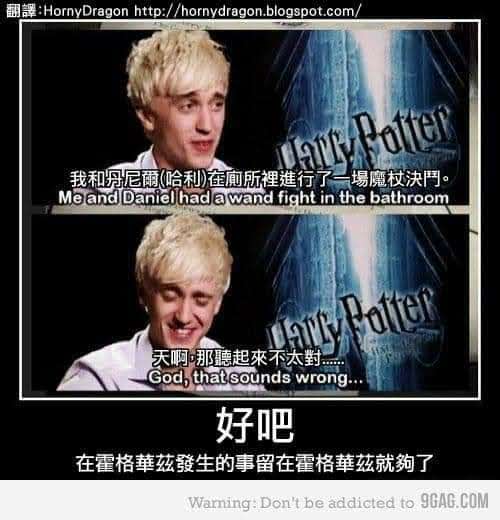 翻譯:HornyDragon http://hornydragon.blogspot.com/
Harry Potter
我和丹尼爾(哈利)在廁所裡進行了一場魔杖決鬥。
Me and Daniel had a wand fight in the bathroom
Harry Potter
天啊，那聽起來不太對......
God, that sounds wrong...
好吧
在霍格華茲發生的事留在霍格華茲就夠了
Warning: Don't be addicted to 9GAG.COM